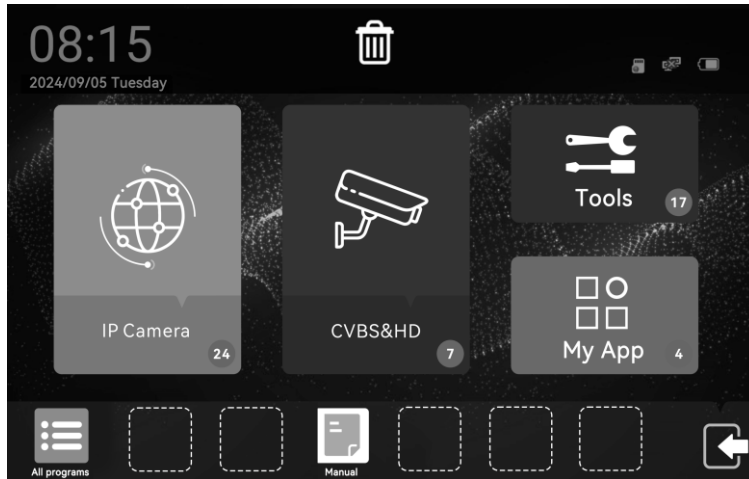 08:15
2024/09/05 Tuesday
IP Camera
24
CVBS&HD
7
Tools
17
My App
4
All programs
Manual